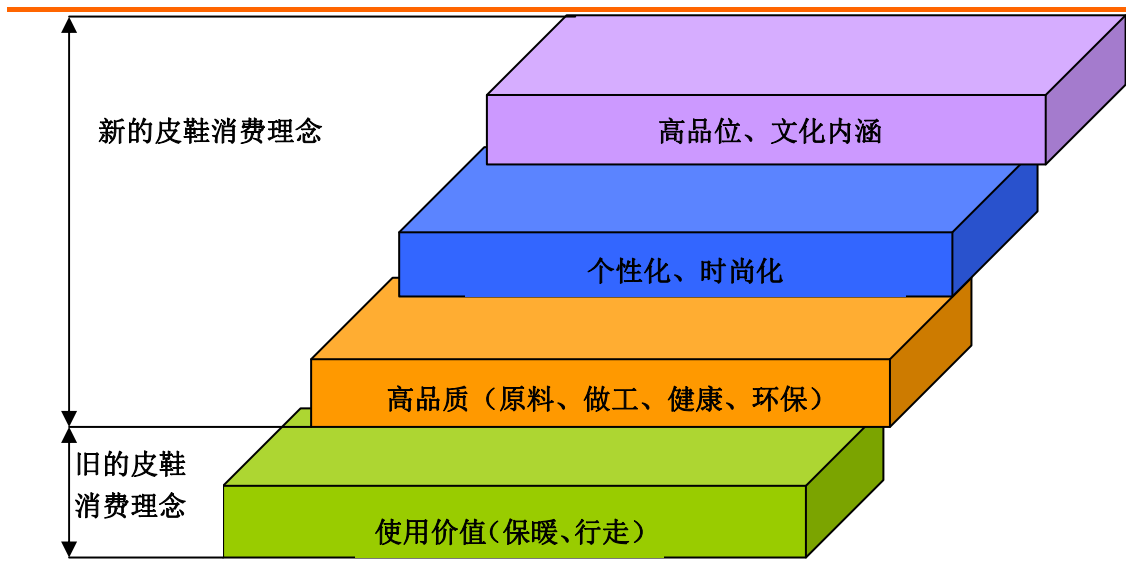 新的皮鞋消费理念
高品位、文化内涵
个性化、时尚化
高品质（原料、做工、健康、环保）
旧的皮鞋
消费理念
使用价值（保暖、行走）